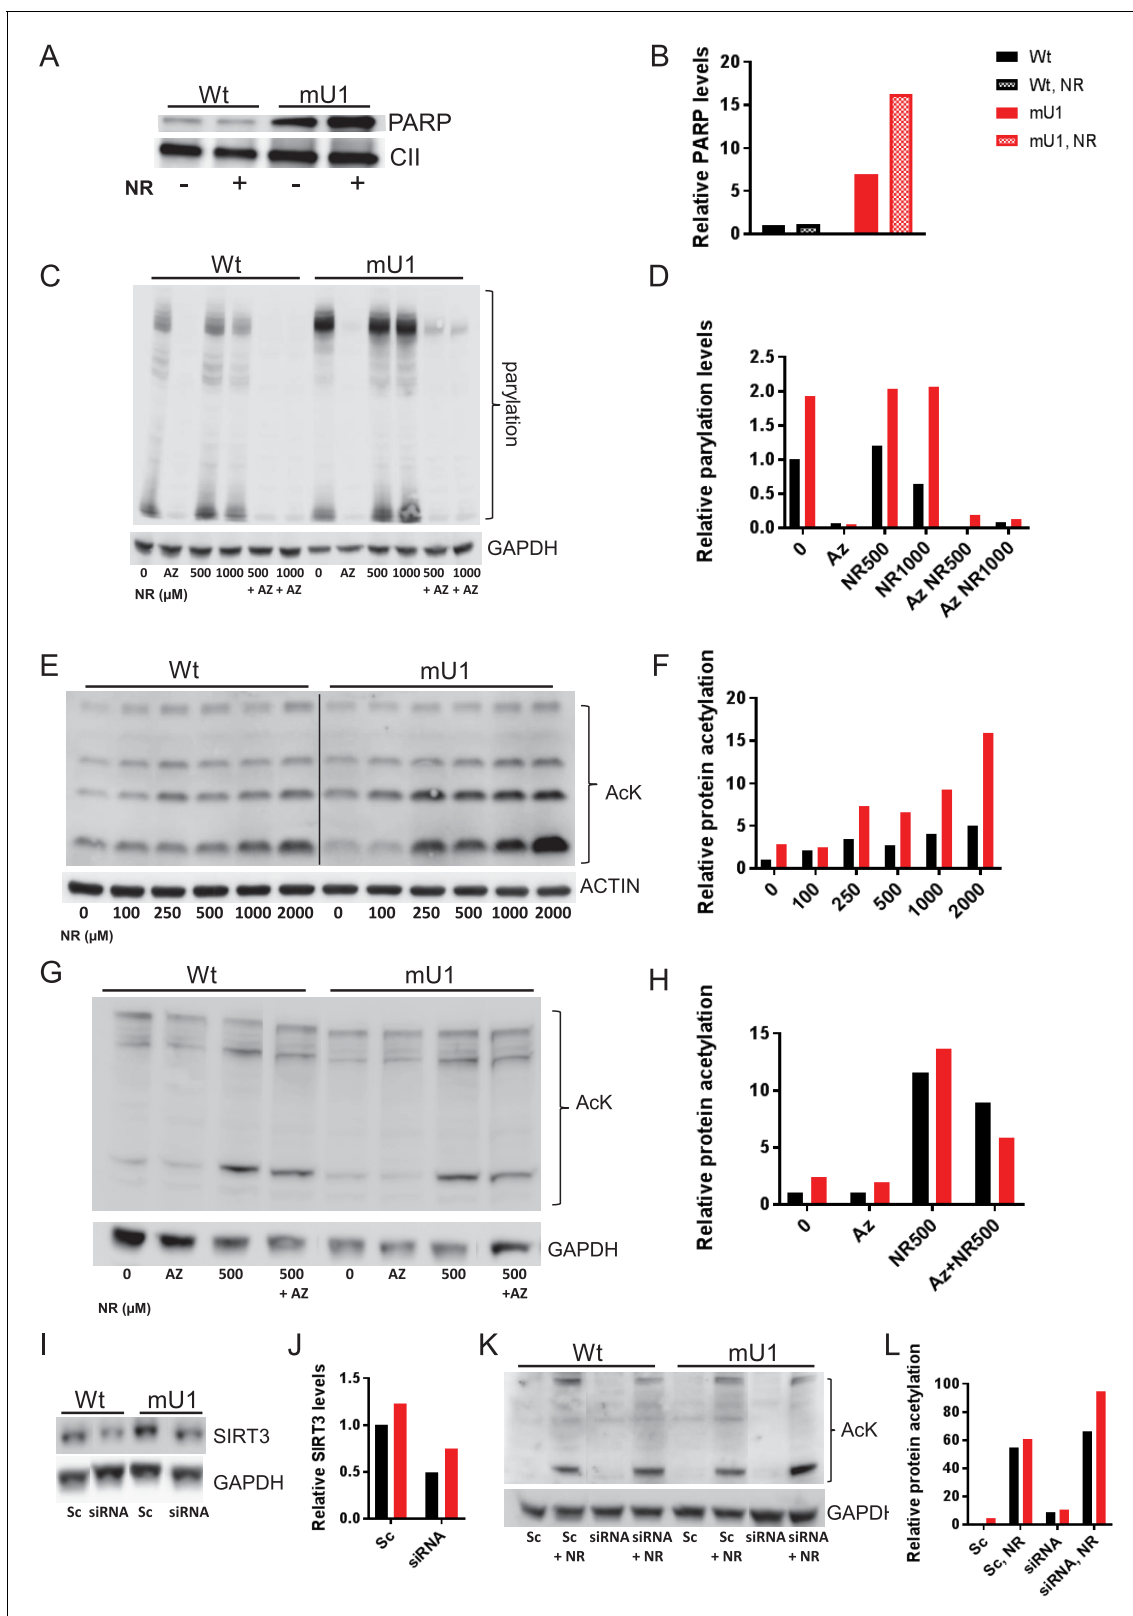 A
Wt
mU1
PARP
CII
NR - + - +
B
Relative PARP levels
20
15
10
5
0
Wt
Wt, NR
mU1
mU1, NR
C
Wt
mU1
parylation
GAPDH
0 AZ 500 1000 500 1000 0 AZ 500 1000 500 1000
+ AZ + AZ + AZ + AZ
NR (µM)
D
Relative parylation levels
2.5
2.0
1.5
1.0
0.5
0.0
0
Az
NR500
NR1000
Az NR500
Az NR1000
E
Wt
mU1
AcK
ACTIN
0 100 250 500 1000 2000 0 100 250 500 1000 2000
NR (µM)
F
Relative protein acetylation
20
15
10
5
0
0
100
250
500
1000
2000
G
Wt
mU1
AcK
GAPDH
0 AZ 500 500 0 AZ 500 500
+ AZ +AZ
NR (µM)
H
Relative protein acetylation
15
10
5
0
0
Az
NR500
Az+NR500
I
Wt
mU1
SIRT3
GAPDH
Sc siRNA Sc siRNA
J
Relative SIRT3 levels
1.5
1.0
0.5
0.0
Sc
siRNA
K
Wt
mU1
AcK
GAPDH
Sc Sc siRNA siRNA Sc Sc siRNA siRNA
+ NR + NR + NR + NR
L
Relative protein acetylation
100
80
60
40
20
0
Sc
Sc, NR
siRNA
siRNA, NR